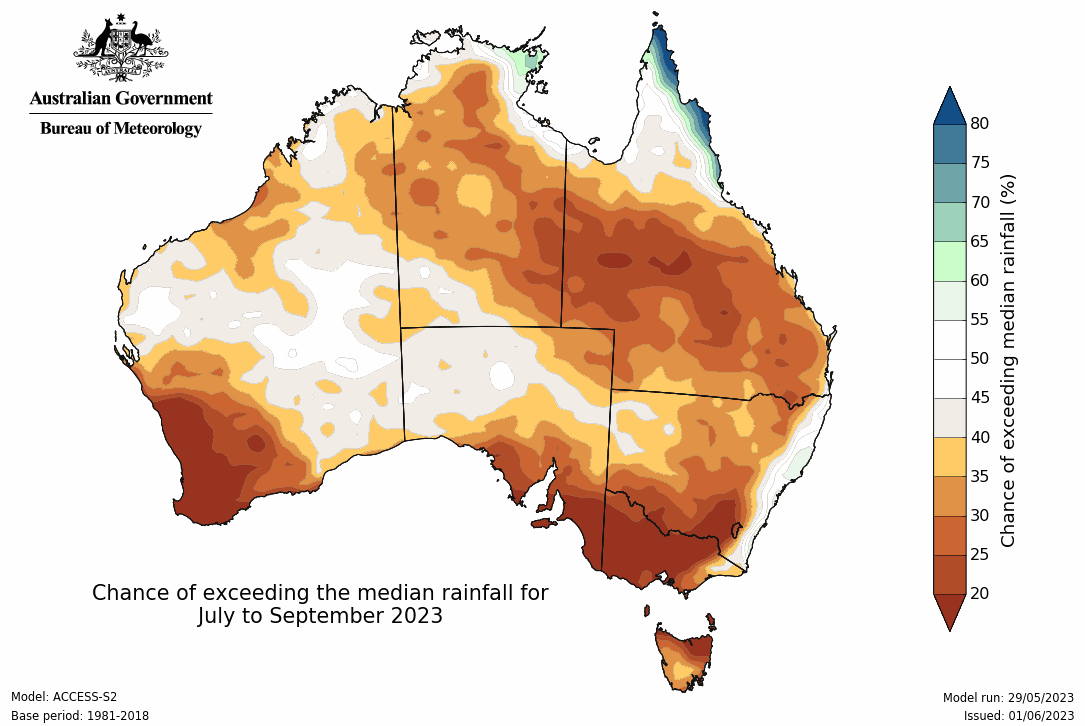 AUSTRALIA
Australian Government
Bureau of Meteorology
80
75
70
65
60
55
50
45
40
35
30
25
20
Chance of exceeding median rainfall (%)
Chance of exceeding the median rainfall for
July to September 2023
Model: ACCESS-S2
Base period: 1981-2018
Model run: 29/05/2023
Issued: 01/06/2023